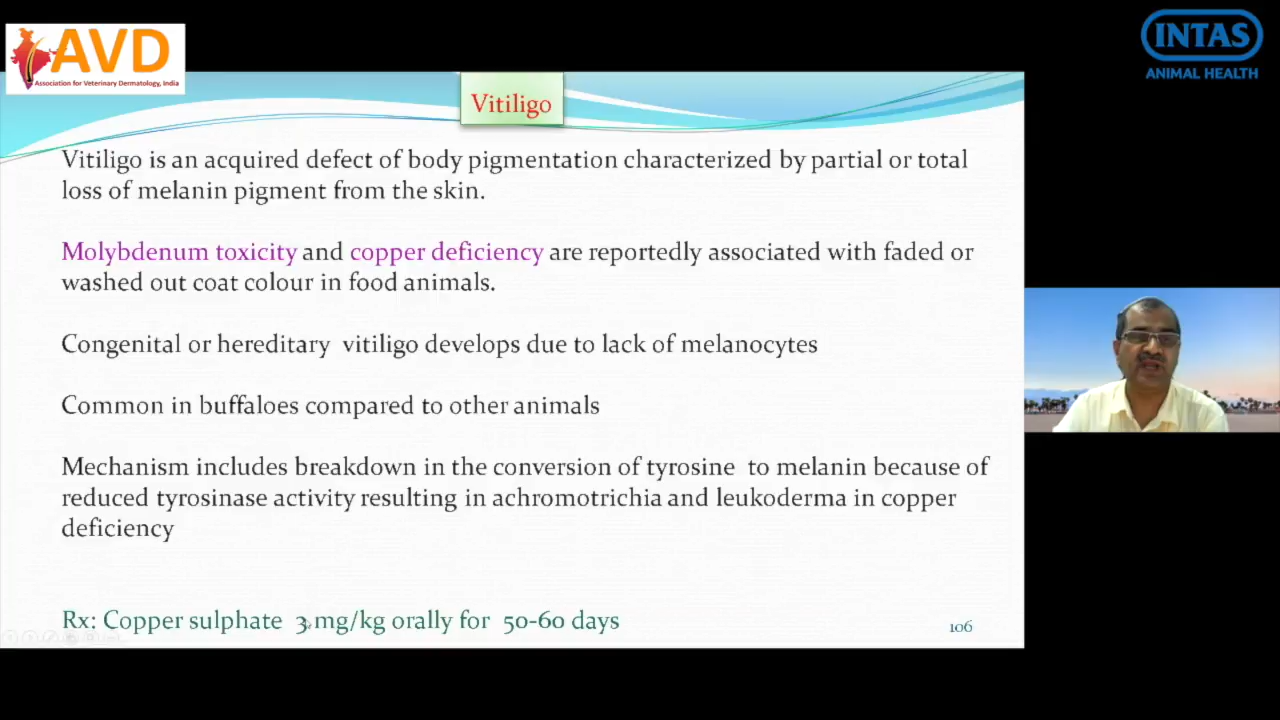 AVD
Association for Veterinary Dermatology, India
INTAS
ANIMAL HEALTH
Vitiligo
Vitiligo is an acquired defect of body pigmentation characterized by partial or total
loss of melanin pigment from the skin.
Molybdenum toxicity and copper deficiency are reportedly associated with faded or
washed out coat colour in food animals.
Congenital or hereditary vitiligo develops due to lack of melanocytes
Common in buffaloes compared to other animals
Mechanism includes breakdown in the conversion of tyrosine to melanin because of
reduced tyrosinase activity resulting in achromotrichia and leukoderma in copper
deficiency
Rx: Copper sulphate 3 mg/kg orally for 50-60 days
106